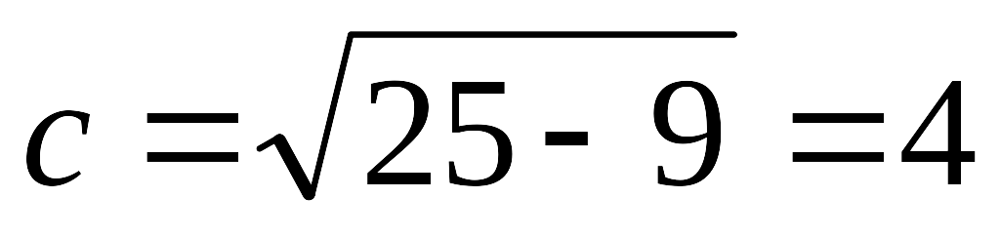 c = √25 - 9 = 4